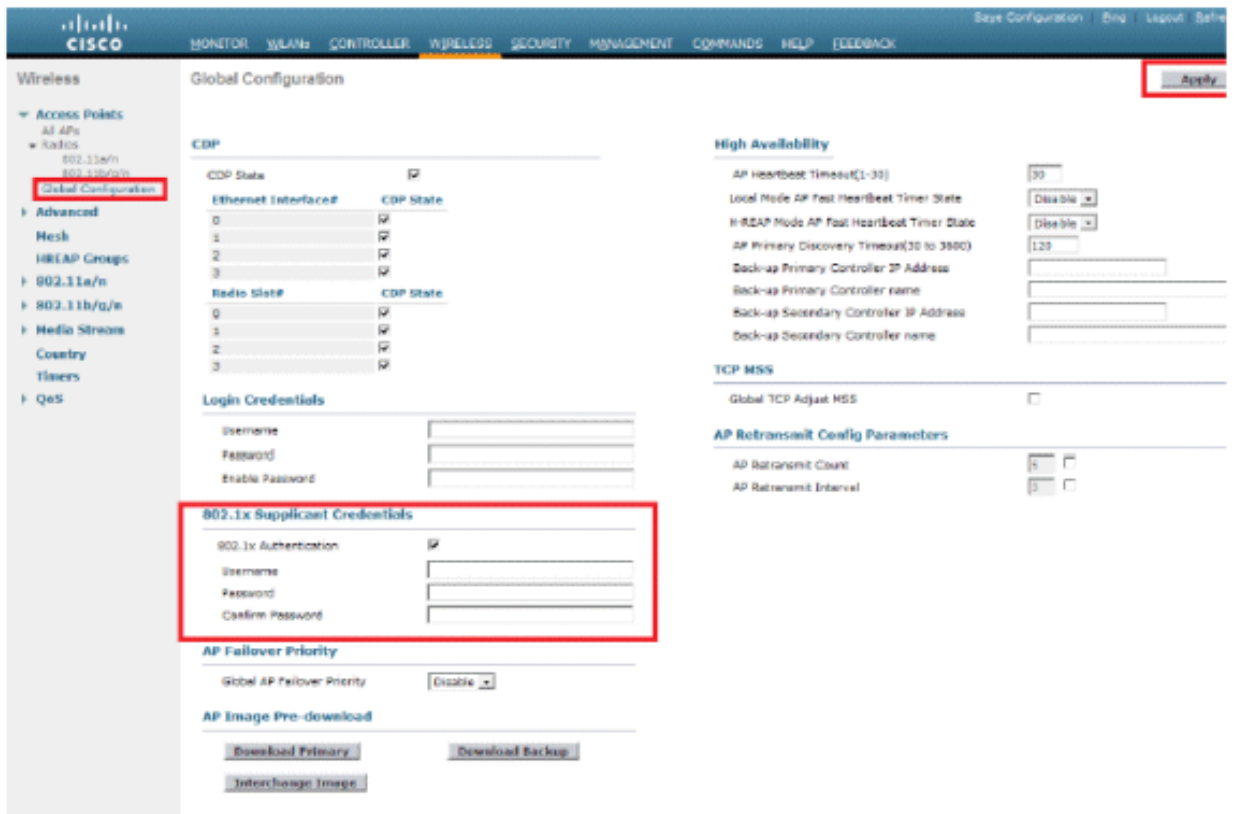 Save Configuration Ping Logout Refre
CISCO MONITOR WLANs CONTROLLER WIRELESS SECURITY MANAGEMENT COMMANDS HELP FEEDBACK
Wireless
Access Points
All APs
Radios
802.11a/n
802.11b/g/n
Global Configuration
Advanced
Mesh
HREAP Groups
802.11a/n
802.11b/g/n
Media Stream
Country
Timers
QoS
Global Configuration
Apply
CDP
CDP State
Ethernet Interface# CDP State
0
1
2
3
Radio Slot# CDP State
0
1
2
3
Login Credentials
Username
Password
Enable Password
802.1x Supplicant Credentials
802.1x Authentication
Username
Password
Confirm Password
AP Failover Priority
Global AP Failover Priority Disable
AP Image Pre-download
Download Primary Download Backup
Interchange Image
High Availability
AP Heartbeat Timeout(1-30) 30
Local Mode AP Fast Heartbeat Timer State Disable
H-REAP Mode AP Fast Heartbeat Timer State Disable
AP Primary Discovery Timeout(30 to 3600) 120
Back-up Primary Controller IP Address
Back-up Primary Controller name
Back-up Secondary Controller IP Address
Back-up Secondary Controller name
TCP MSS
Global TCP Adjust MSS
AP Retransmit Config Parameters
AP Retransmit Count 5
AP Retransmit Interval 3